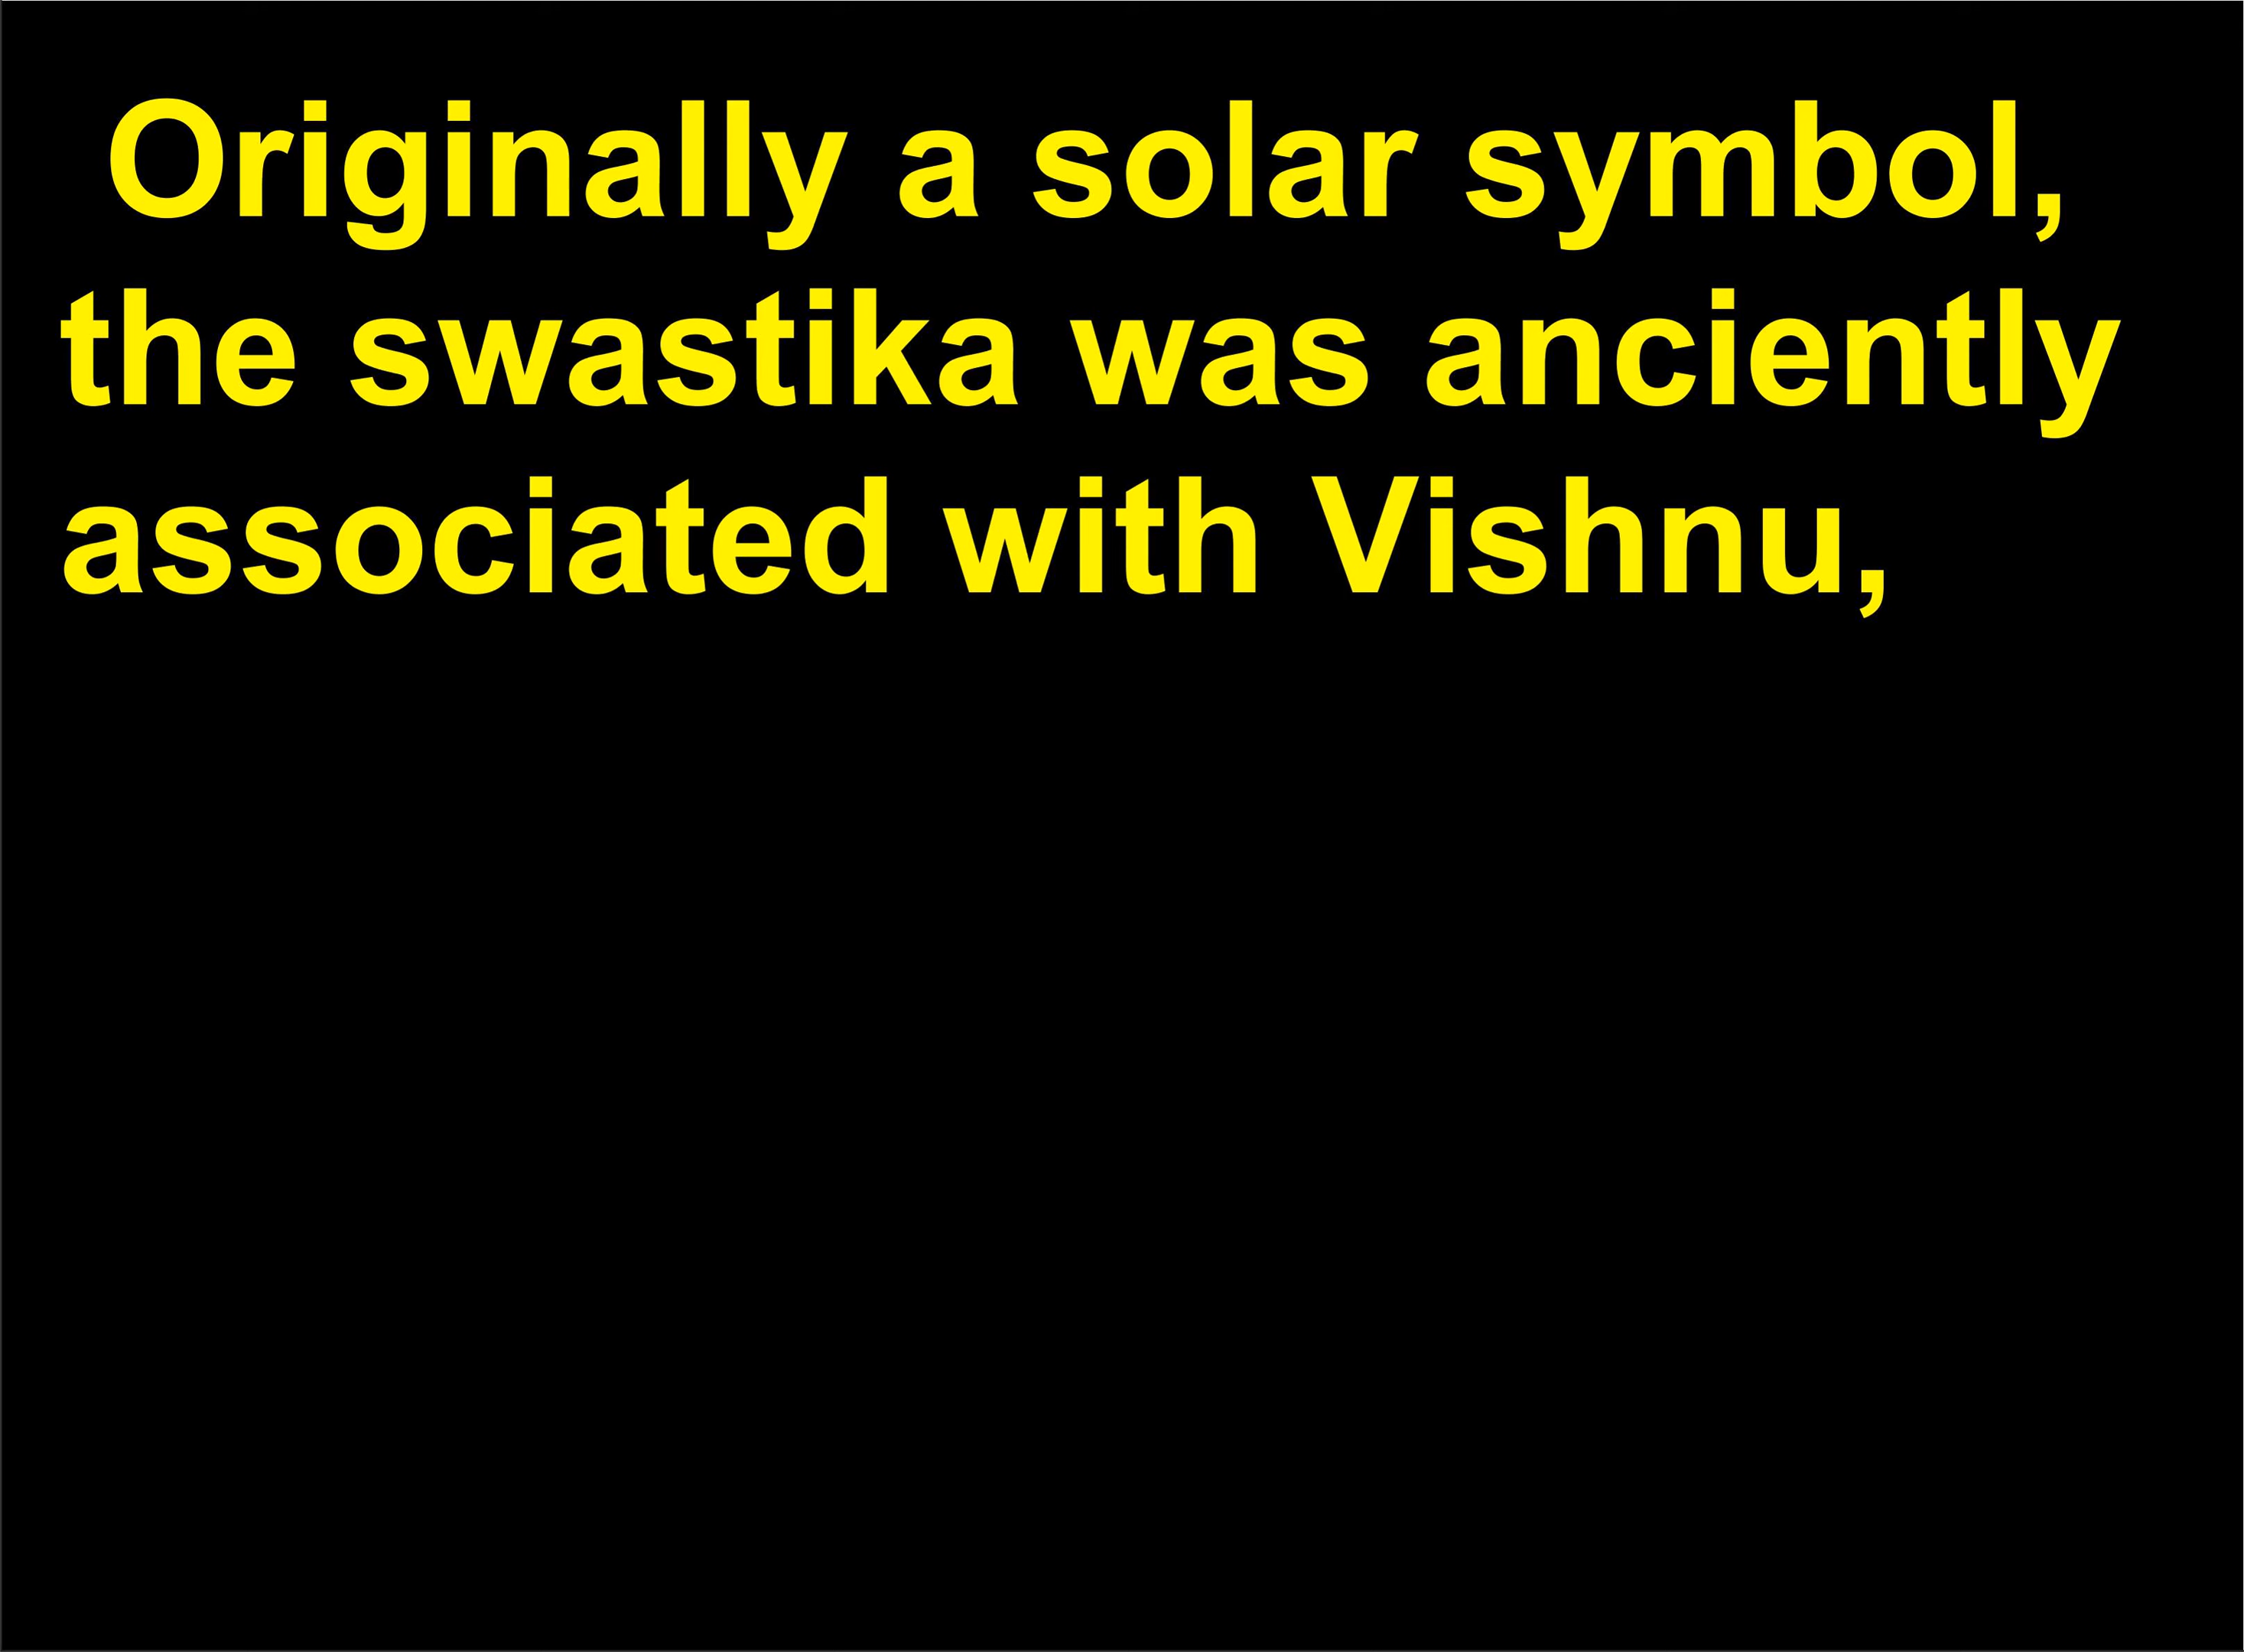 Originally a solar symbol,
the swastika was anciently
associated with Vishnu,